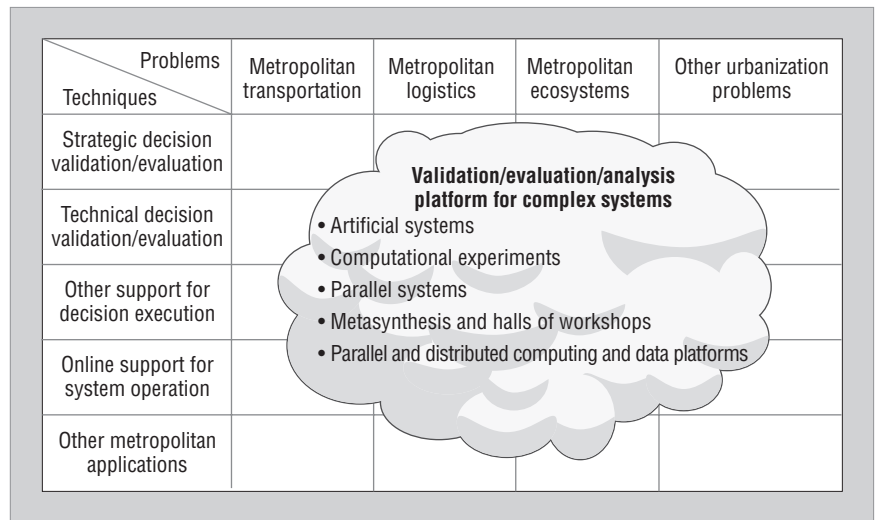 Problems
Techniques
Metropolitan
transportation
Metropolitan
logistics
Metropolitan
ecosystems
Other urbanization
problems
Strategic decision
validation/evaluation
Technical decision
validation/evaluation
Other support for
decision execution
Online support for
system operation
Other metropolitan
applications
Validation/evaluation/analysis
platform for complex systems
• Artificial systems
• Computational experiments
• Parallel systems
• Metasynthesis and halls of workshops
• Parallel and distributed computing and data platforms